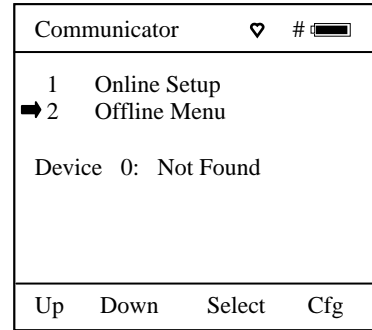 Communicator ♡ #
1 Online Setup
2 Offline Menu
Device 0: Not Found
Up Down Select Cfg